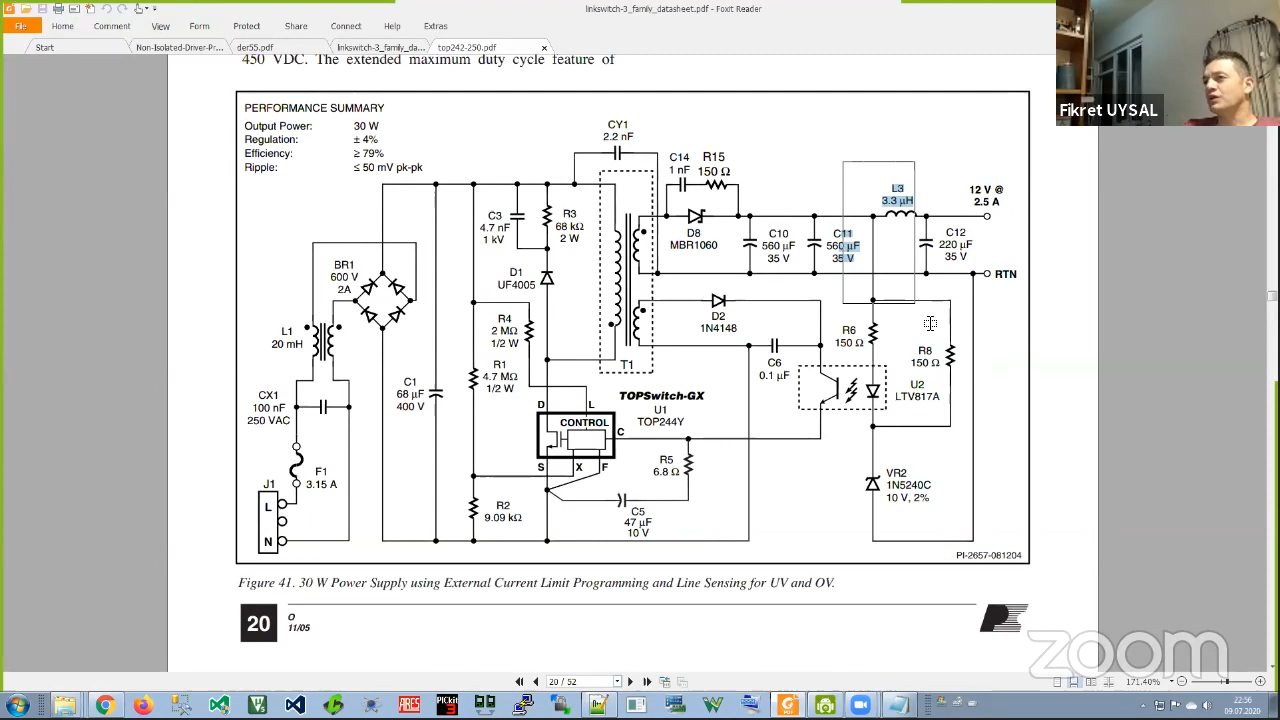 linkswitch-3_family_datasheet.pdf - Foxit Reader
File Home Comment View Form Protect Share Connect Help Extras
Start Non-Isolated-Driver-Pr... der55.pdf linkswitch-3_family_da... top242-250.pdf
Fikret UYSAL
450 VDC. The extended maximum duty cycle feature of
PERFORMANCE SUMMARY
Output Power: 30 W
Regulation: ± 4%
Efficiency: ≥ 79%
Ripple: ≤ 50 mV pk-pk
CY1
2.2 nF
C14
1 nF
R15
150 Ω
L3
3.3 µH
12 V @
2.5 A
C3
4.7 nF
1 kV
R3
68 kΩ
2 W
D8
MBR1060
C10
560 µF
35 V
C11
560 µF
35 V
C12
220 µF
35 V
RTN
BR1
600 V
2A
D1
UF4005
D2
1N4148
L1
20 mH
R4
2 MΩ
1/2 W
R6
150 Ω
R8
150 Ω
T1
C6
0.1 µF
R1
4.7 MΩ
1/2 W
C1
68 µF
400 V
CX1
100 nF
250 VAC
TOPSwitch-GX
U1
TOP244Y
U2
LTV817A
D
L
CONTROL
C
S
X
F
R5
6.8 Ω
F1
3.15 A
J1
L
N
VR2
1N5240C
10 V, 2%
R2
9.09 kΩ
C5
47 µF
10 V
PI-2657-081204
Figure 41. 30 W Power Supply using External Current Limit Programming and Line Sensing for UV and OV.
20
O
11/05
zoom
20 / 52
171.40%
ARES
PICkit
3
22:56
09.07.2020